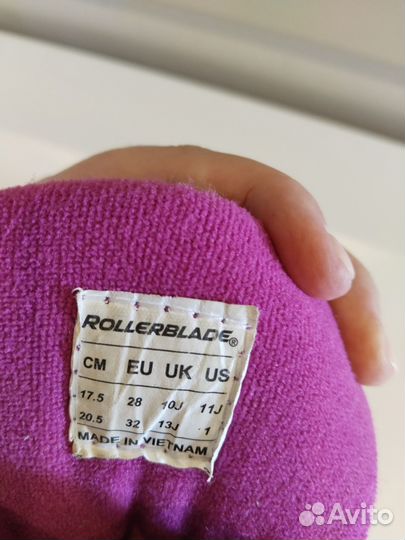 ROLLERBLADE®
CM EU UK US
17.5 28 10J 11J
20.5 32 13J 1
MADE IN VIETNAM
Avito